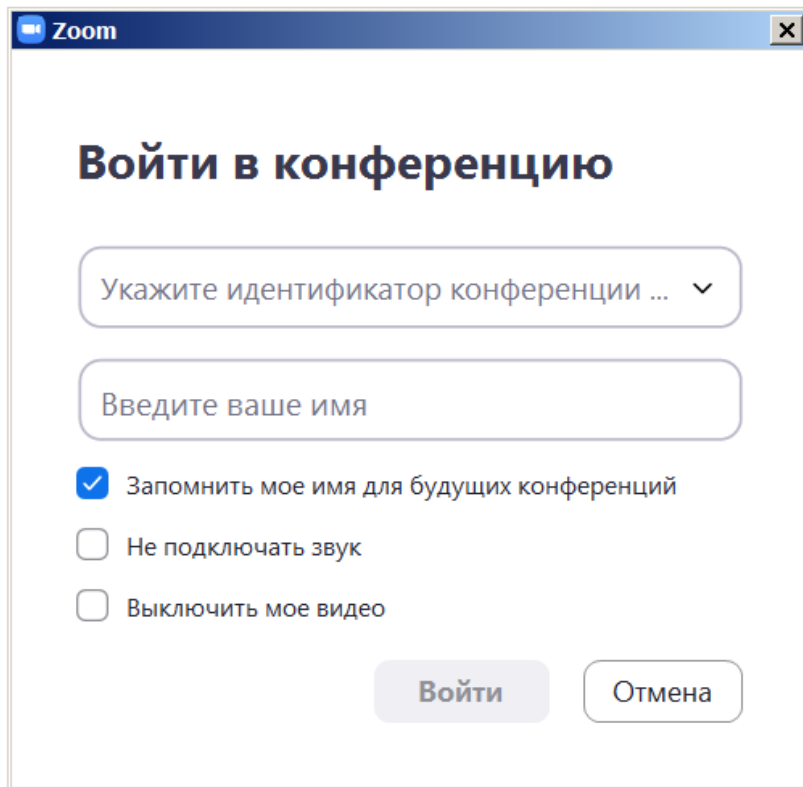 Zoom
Войти в конференцию
Укажите идентификатор конференции ...
Введите ваше имя
Запомнить мое имя для будущих конференций
Не подключать звук
Выключить мое видео
Войти
Отмена